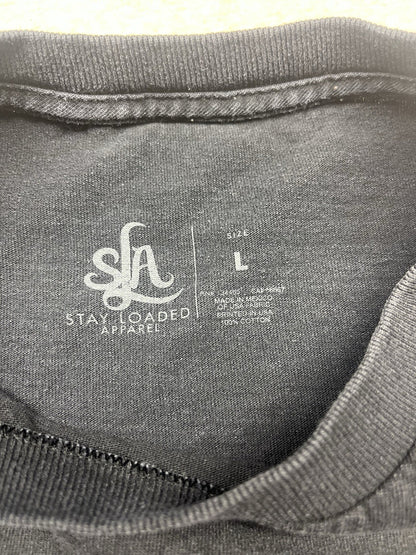 SLA
STAY LOADED
APPAREL
SIZE
L
MADE IN MEXICO
OF USA FABRIC
PRINTED IN USA
100% COTTON